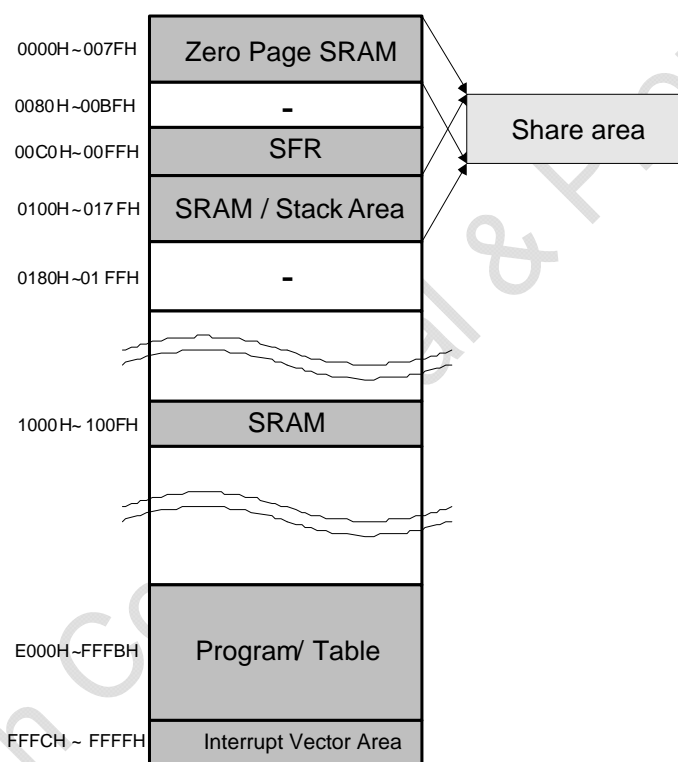 0000H~007FH Zero Page SRAM
0080H~00BFH -
Share area
00C0H~00FFH SFR
0100H~017FH SRAM / Stack Area
0180H~01FFH -
1000H~100FH SRAM
E000H~FFFBH Program/ Table
FFFCH ~ FFFFH Interrupt Vector Area